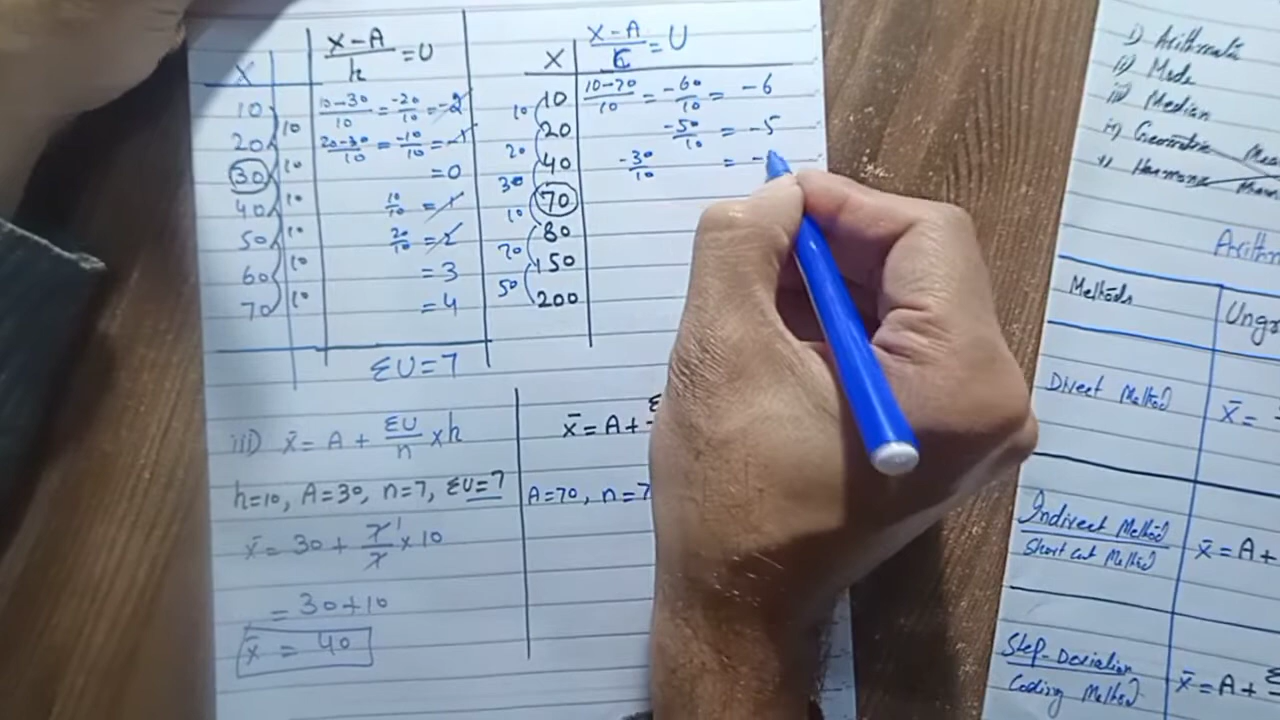 X
X-A/h = U
10
10-30/10 = -20/10 = -2
20
20-30/10 = -10/10 = -1
30
= 0
40
10/10 = 1
50
20/10 = 2
60
= 3
70
= 4
10
10
10
10
10
10
ΣU = 7
X
X-A/C = U
10
10-70/10 = -60/10 = -6
20
-50/10 = -5
40
-30/10 = -
70
80
150
200
10
20
30
10
70
50
iii) x̄ = A + ΣU/n × h
h=10, A=30, n=7, ΣU=7
x̄ = 30 + 7/7 1 × 10
= 30+10
x̄ = 40
x̄ = A +
A=70, n=7
i) Arithmatic
ii) Mode
iii) Median
iv) Geometric Mea
v) Harmonic Mean
Arithm
Methods
Ungr
Direct Method
x̄ =
Indirect Method
Short cut Method
x̄ = A +
Step-Deviation
Coding Method
x̄ = A + Σ